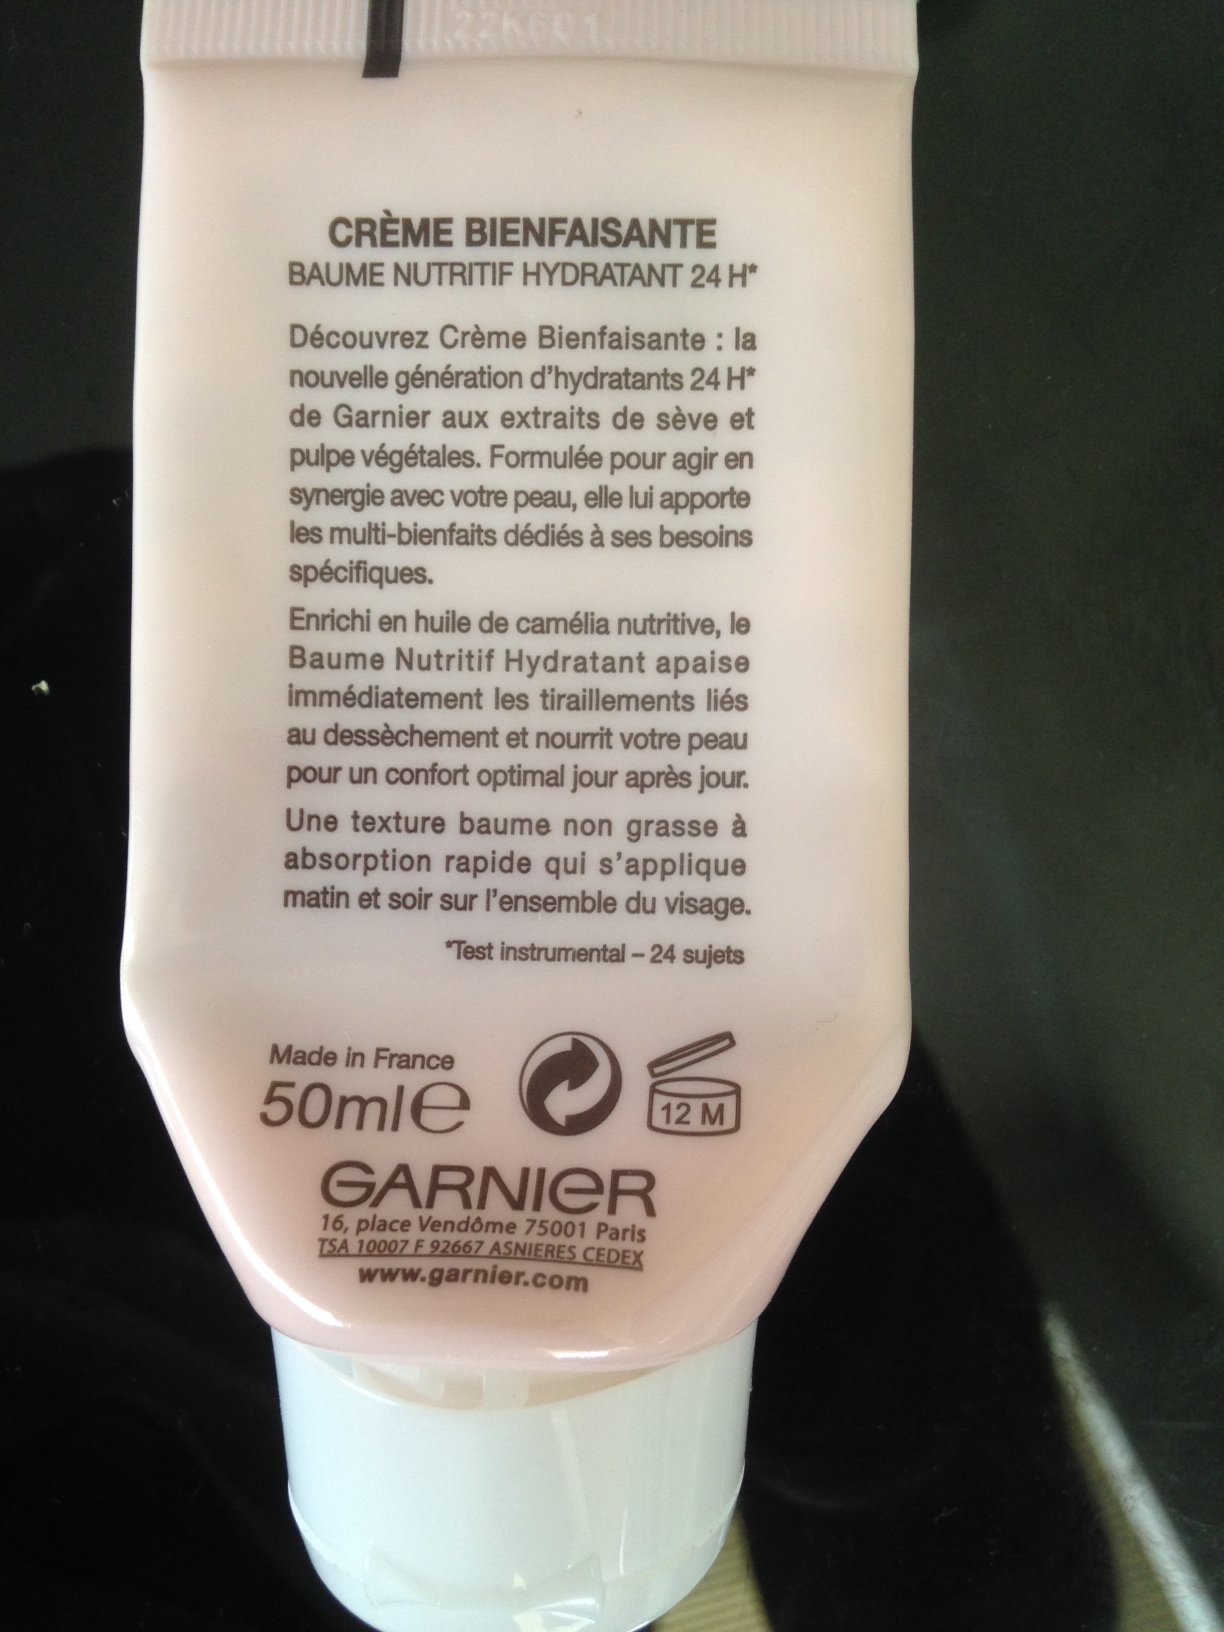 22K601
CRÈME BIENFAISANTE
BAUME NUTRITIF HYDRATANT 24 H*
Découvrez Crème Bienfaisante : la
nouvelle génération d'hydratants 24 H*
de Garnier aux extraits de sève et
pulpe végétales. Formulée pour agir en
synergie avec votre peau, elle lui apporte
les multi-bienfaits dédiés à ses besoins
spécifiques.
Enrichi en huile de camélia nutritive, le
Baume Nutritif Hydratant apaise
immédiatement les tiraillements liés
au dessèchement et nourrit votre peau
pour un confort optimal jour après jour.
Une texture baume non grasse à
absorption rapide qui s'applique
matin et soir sur l'ensemble du visage.
*Test instrumental – 24 sujets
Made in France
50ml e
12 M
GARNIER
16, place Vendôme 75001 Paris
TSA 10007 F 92667 ASNIERES CEDEX
www.garnier.com